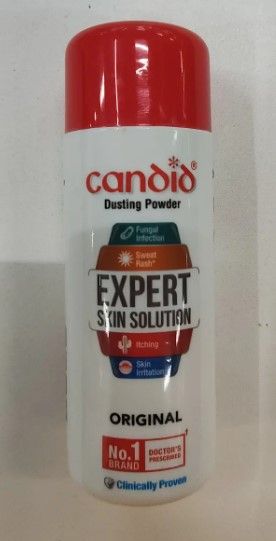 candid®
Dusting Powder
Fungal
Infection
Sweat
Rash*
EXPERT
SKIN SOLUTION
Itching
Skin
Irritation
ORIGINAL
No.1
BRAND
DOCTOR'S
PRESCRIBED†
Clinically Proven